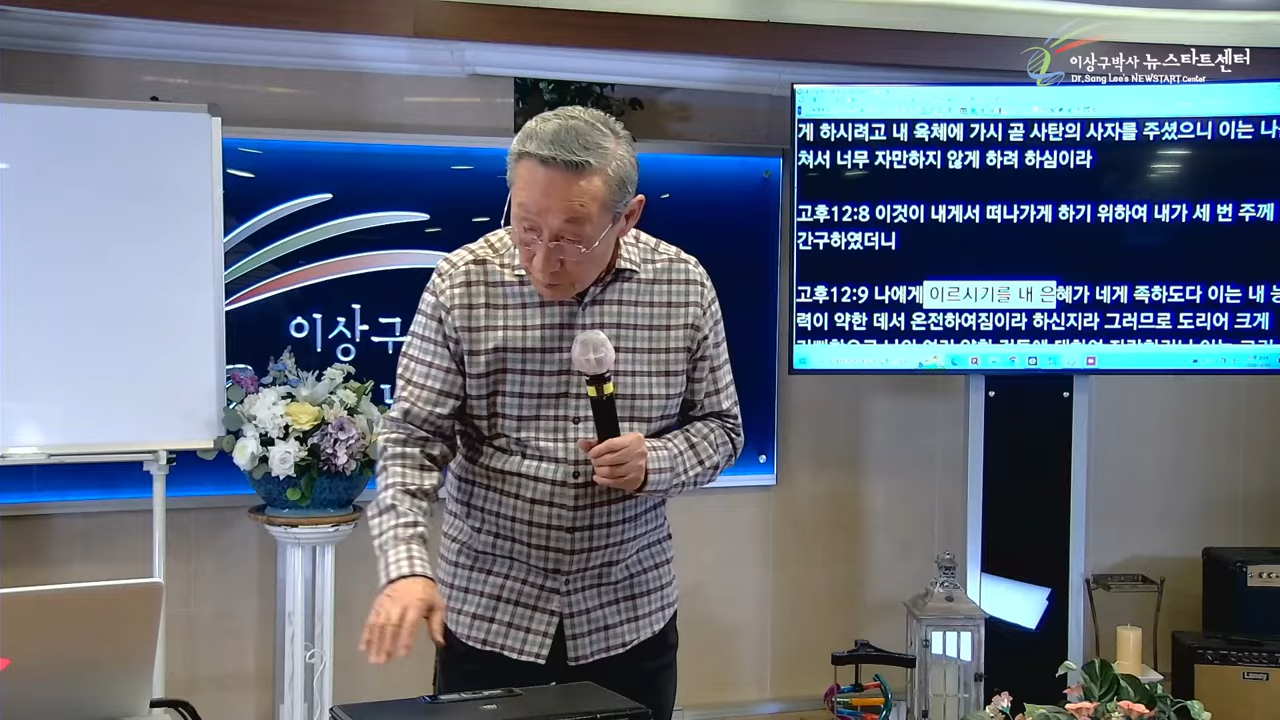 이상구박사 뉴스타트센터
Dr. Sang Lee's NEWSTART Center
게 하시려고 내 육체에 가시 곧 사탄의 사자를 주셨으니 이는 나를
쳐서 너무 자만하지 않게 하려 하심이라
고후12:8 이것이 내게서 떠나가게 하기 위하여 내가 세 번 주께
간구하였더니
고후12:9 나에게 이르시기를 내 은혜가 네게 족하도다 이는 내 능
력이 약한 데서 온전하여짐이라 하신지라 그러므로 도리어 크게
이상구
Laney